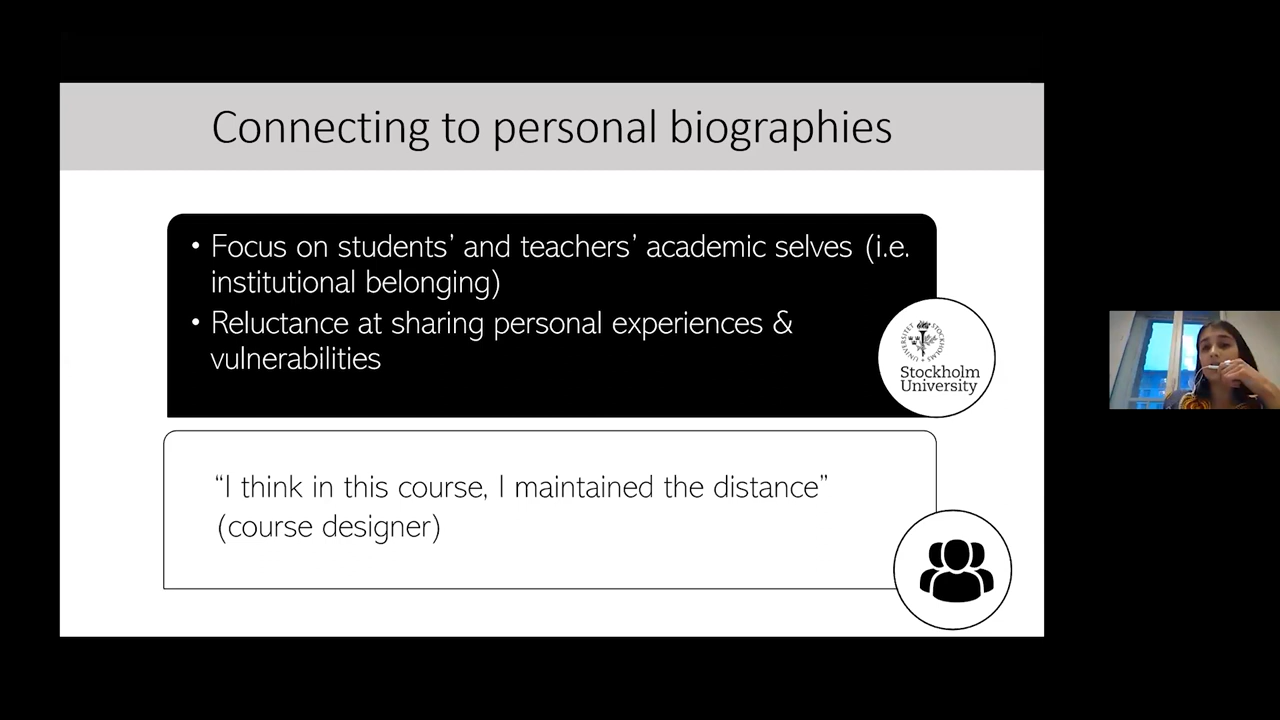 Connecting to personal biographies
• Focus on students’ and teachers’ academic selves (i.e.
institutional belonging)
• Reluctance at sharing personal experiences &
vulnerabilities
Stockholm
University
“I think in this course, I maintained the distance”
(course designer)